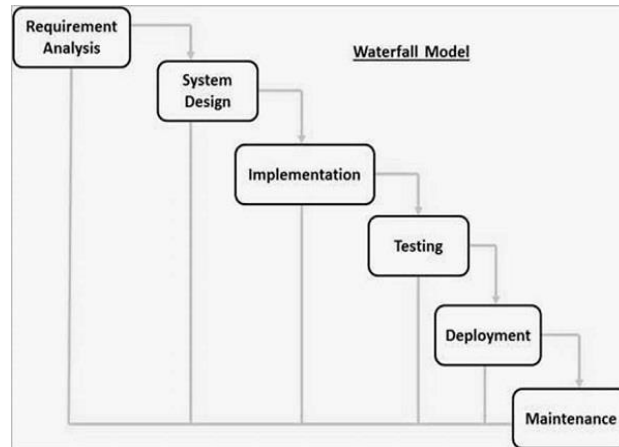 Requirement
Analysis
Waterfall Model
System
Design
Implementation
Testing
Deployment
Maintenance